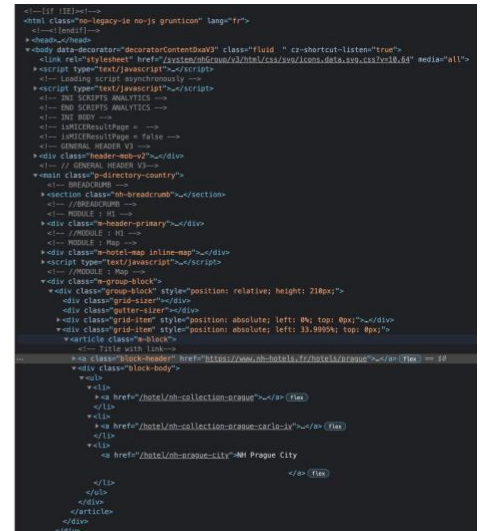 <!--[if !IE]><!-->
<html class="no-legacy-ie no-js grunticon" lang="fr">
<!--<![endif]-->
▶<head>…</head>
▼<body data-decorator="decoratorContentDxaV3" class="fluid " cz-shortcut-listen="true">
<link rel="stylesheet" href="/system/nhGroup/v3/html/css/svg/icons.data.svg.css?v=10.64" media="all">
▶<script type="text/javascript">…</script>
<!-- Loading script asynchronously -->
▶<script type="text/javascript">…</script>
<!-- INI SCRIPTS ANALYTICS -->
<!-- END SCRIPTS ANALYTICS -->
<!-- INI BODY -->
<!-- isMICEResultPage = -->
<!-- isMICEResultPage = false -->
<!-- GENERAL HEADER V3 -->
▶<div class="header-mob-v2">…</div>
<!-- // GENERAL HEADER V3-->
▼<main class="p-directory-country">
<!-- BREADCRUMB -->
▶<section class="nh-breadcrumb">…</section>
<!-- //BREADCRUMB -->
<!-- MODULE : H1 -->
▶<div class="m-header-primary">…</div>
<!-- //MODULE : H1 -->
<!-- MODULE : Map -->
▶<div class="m-hotel-map inline-map">…</div>
▶<script type="text/javascript">…</script>
<!-- //MODULE : Map -->
▼<div class="m-group-block">
▼<div class="group-block" style="position: relative; height: 210px;">
<div class="grid-sizer"></div>
<div class="gutter-sizer"></div>
▶<div class="grid-item" style="position: absolute; left: 0%; top: 0px;">…</div>
▼<div class="grid-item" style="position: absolute; left: 33.9995%; top: 0px;">
▼<article class="m-block">
<!-- Title with link-->
… ▶<a class="block-header" href="https://www.nh-hotels.fr/hotels/prague">…</a> flex == $0
▼<div class="block-body">
▼<ul>
▼<li>
▶<a href="/hotel/nh-collection-prague">…</a> flex
</li>
▼<li>
▶<a href="/hotel/nh-collection-prague-carlo-iv">…</a> flex
</li>
▼<li>
<a href="/hotel/nh-prague-city">NH Prague City
</a> flex
</li>
</ul>
</div>
</article>
</div>
</div>